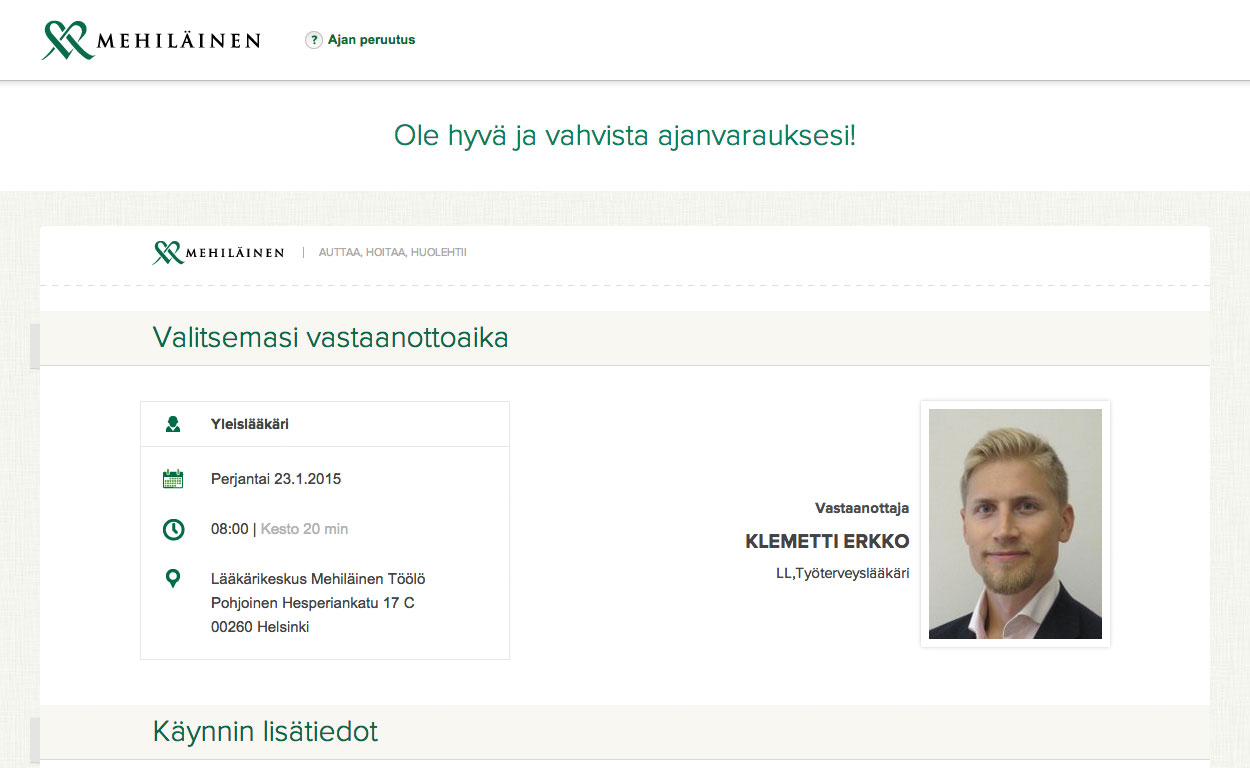 MEHILÄINEN
? Ajan peruutus
Ole hyvä ja vahvista ajanvarauksesi!
MEHILÄINEN | AUTTAA, HOITAA, HUOLEHTII
Valitsemasi vastaanottoaika
Yleislääkäri
Perjantai 23.1.2015
08:00 | Kesto 20 min
Lääkärikeskus Mehiläinen Töölö
Pohjoinen Hesperiankatu 17 C
00260 Helsinki
Vastaanottaja
KLEMETTI ERKKO
LL,Työterveyslääkäri
Käynnin lisätiedot